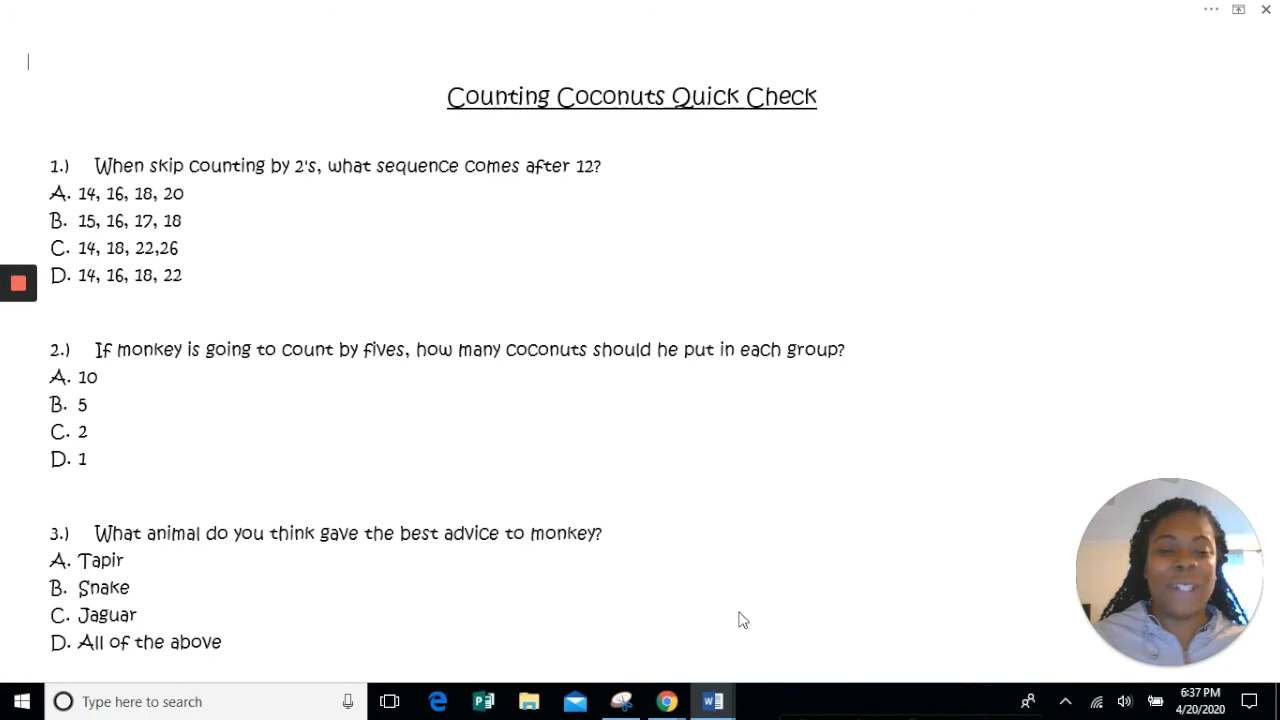 Counting Coconuts Quick Check
1.) When skip counting by 2's, what sequence comes after 12?
A. 14, 16, 18, 20
B. 15, 16, 17, 18
C. 14, 18, 22,26
D. 14, 16, 18, 22
2.) If monkey is going to count by fives, how many coconuts should he put in each group?
A. 10
B. 5
C. 2
D. 1
3.) What animal do you think gave the best advice to monkey?
A. Tapir
B. Snake
C. Jaguar
D. All of the above
Type here to search
6:37 PM
4/20/2020